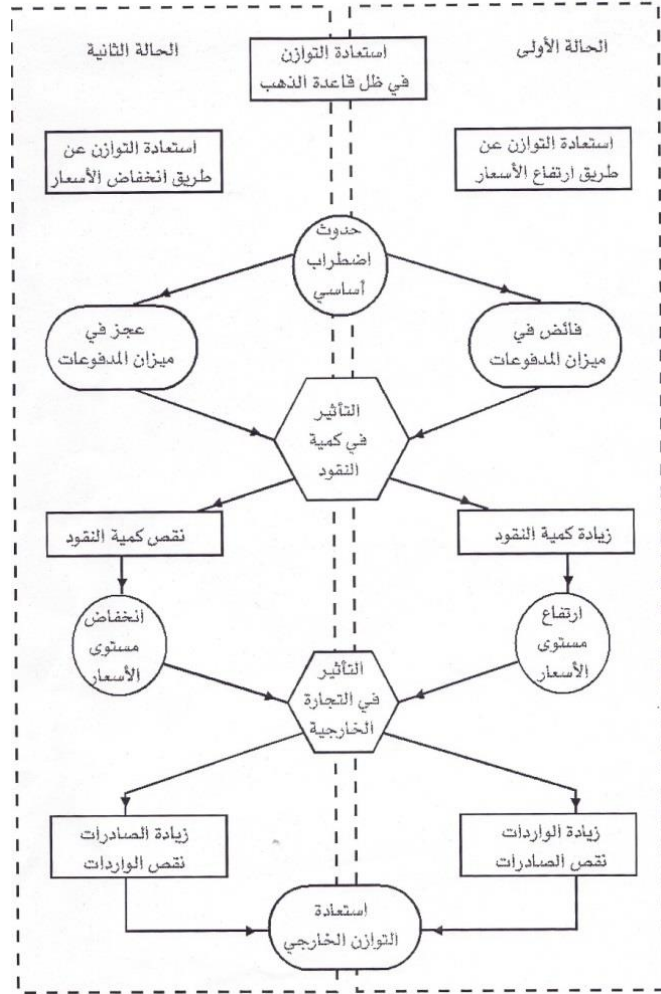 الحالة الأولى
استعادة التوازن
في ظل قاعدة الذهب
الحالة الثانية
استعادة التوازن عن
طريق ارتفاع الأسعار
استعادة التوازن عن
طريق انخفاض الأسعار
حدوث
إضطراب
أساسي
فائض في
ميزان المدفوعات
عجز في
ميزان المدفوعات
التأثير
في كمية
النقود
زيادة كمية النقود
نقص كمية النقود
ارتفاع
مستوى
الأسعار
انخفاض
مستوى
الأسعار
التأثير
في التجارة
الخارجية
زيادة الواردات
نقص الصادرات
زيادة الصادرات
نقص الواردات
استعادة
التوازن الخارجي